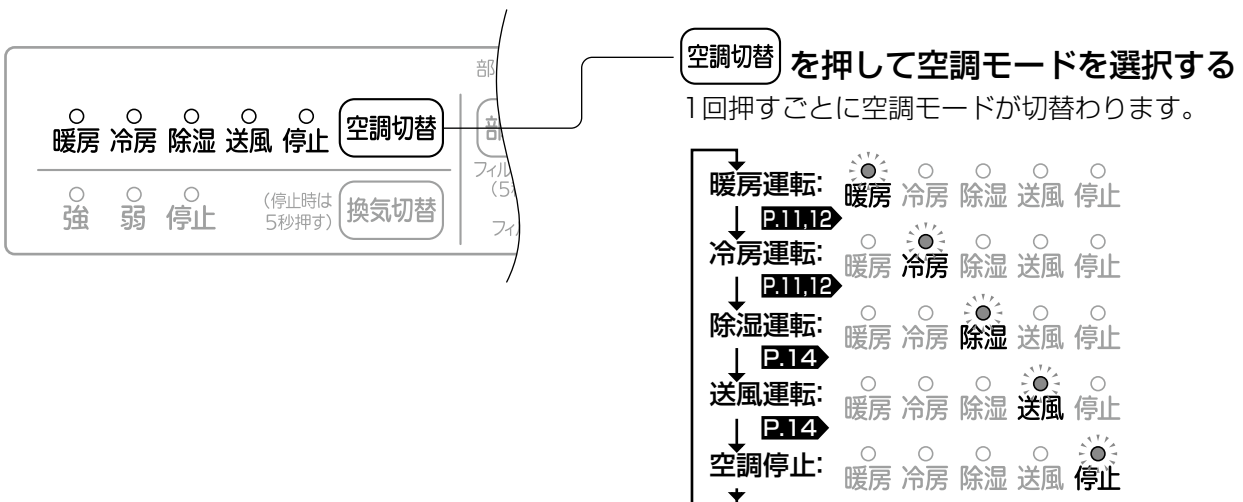 部
暖房 冷房 除湿 送風 停止 空調切替
部
フィル
(5
強 弱 停止 (停止時は
5秒押す) 換気切替
フィ
空調切替 を押して空調モードを選択する
1回押すごとに空調モードが切替わります。
暖房運転: 暖房 冷房 除湿 送風 停止
P.11,12
冷房運転: 暖房 冷房 除湿 送風 停止
P.11,12
除湿運転: 暖房 冷房 除湿 送風 停止
P.14
送風運転: 暖房 冷房 除湿 送風 停止
P.14
空調停止: 暖房 冷房 除湿 送風 停止